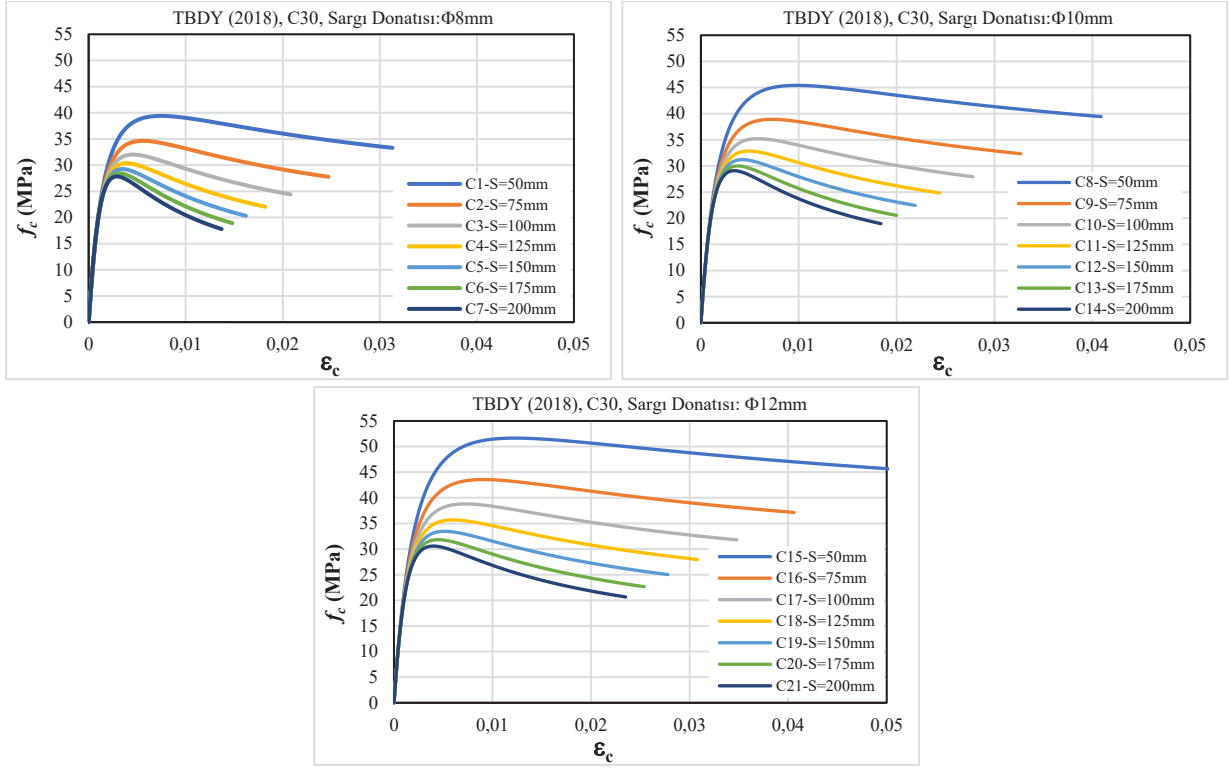 TBDY (2018), C30, Sargı Donatısı:Φ8mm
55
50
45
40
35
30
25
20
15
10
5
0
f_c (MPa)
C1-S=50mm
C2-S=75mm
C3-S=100mm
C4-S=125mm
C5-S=150mm
C6-S=175mm
C7-S=200mm
0 0,01 0,02 0,03 0,04 0,05
ε_c
TBDY (2018), C30, Sargı Donatısı:Φ10mm
55
50
45
40
35
30
25
20
15
10
5
0
f_c (MPa)
C8-S=50mm
C9-S=75mm
C10-S=100mm
C11-S=125mm
C12-S=150mm
C13-S=175mm
C14-S=200mm
0 0,01 0,02 0,03 0,04 0,05
ε_c
TBDY (2018), C30, Sargı Donatısı: Φ12mm
55
50
45
40
35
30
25
20
15
10
5
0
f_c (MPa)
C15-S=50mm
C16-S=75mm
C17-S=100mm
C18-S=125mm
C19-S=150mm
C20-S=175mm
C21-S=200mm
0 0,01 0,02 0,03 0,04 0,05
ε_c